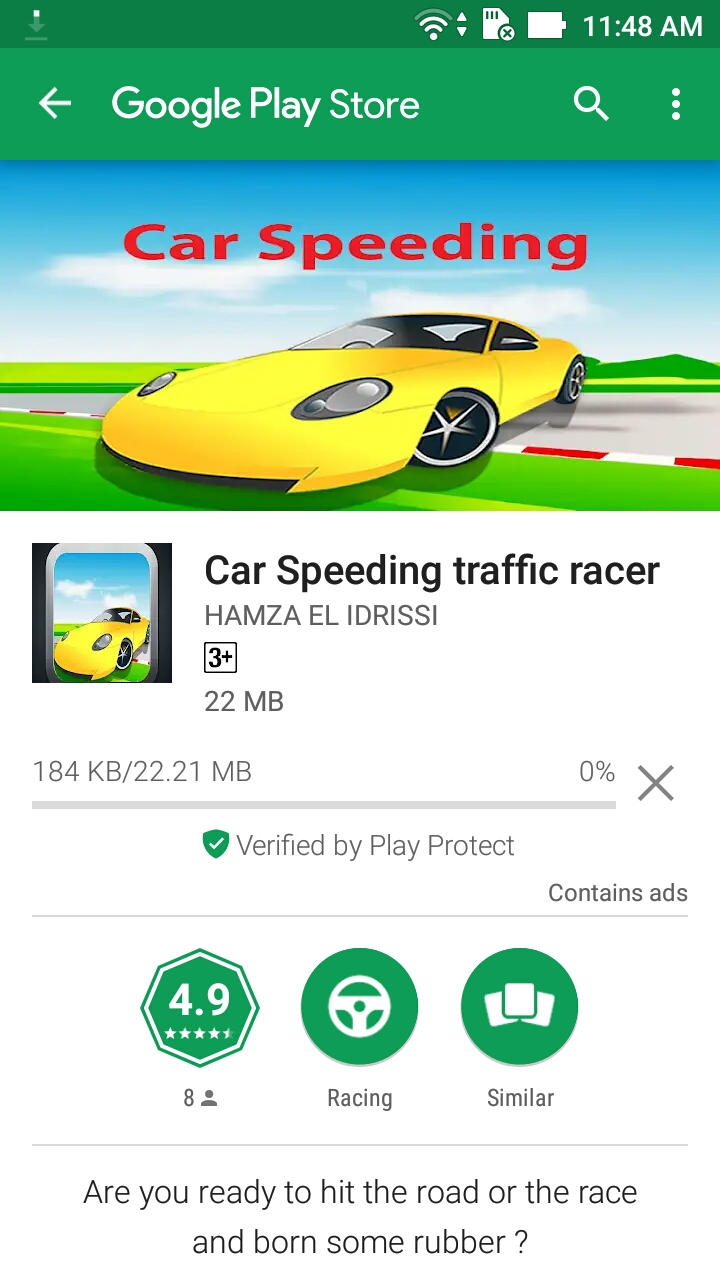 11:48 AM
Google Play Store
Car Speeding
Car Speeding traffic racer
HAMZA EL IDRISSI
3+
22 MB
184 KB/22.21 MB 0%
Verified by Play Protect
Contains ads
4.9
8 Racing Similar
Are you ready to hit the road or the race
and born some rubber ?